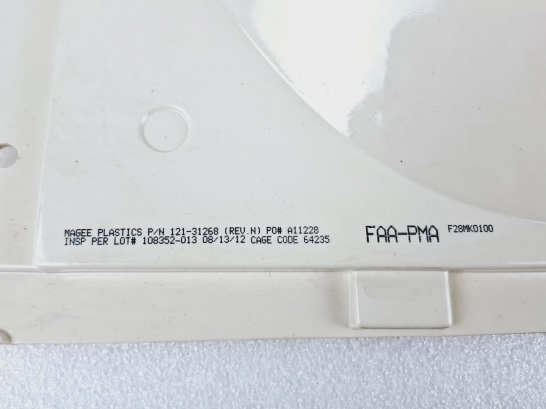 MAGEE PLASTICS P/N 121-31268 (REV.N) PO# A11228
INSP PER LOT# 108352-013 08/13/12 CAGE CODE 64235
FAA-PMA F28MK0100